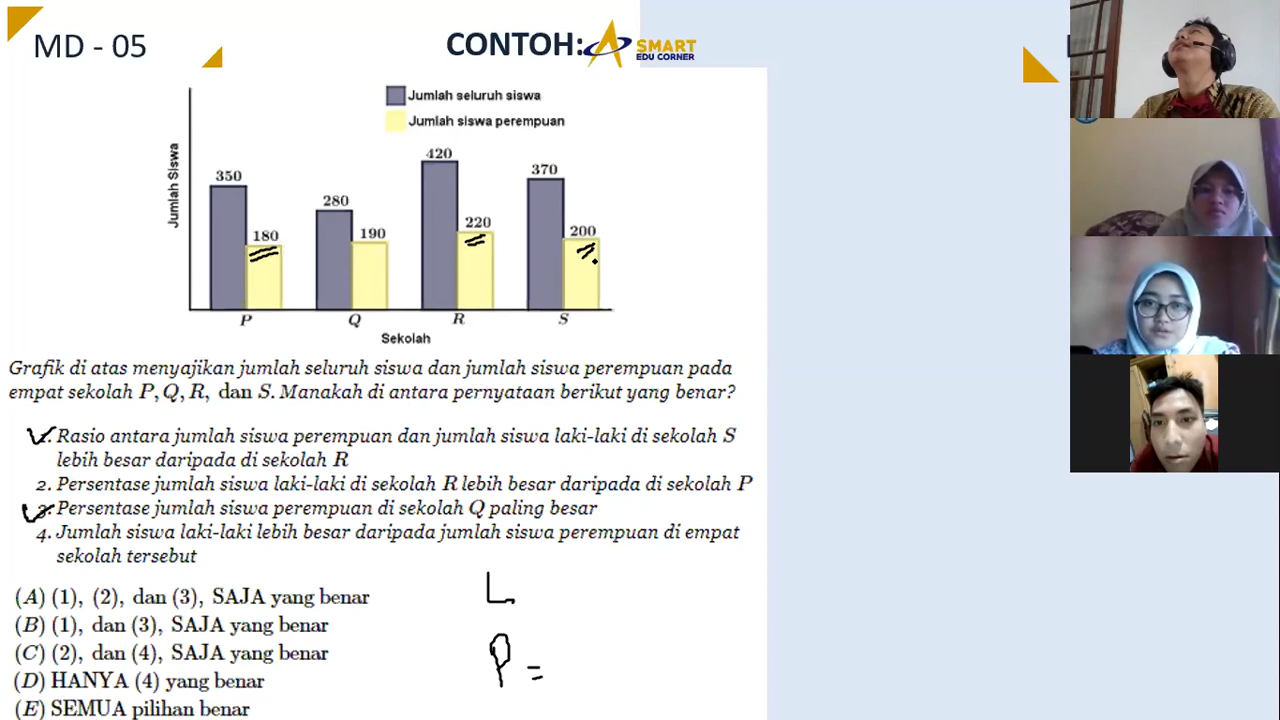 MD - 05
CONTOH:
SMART
EDU CORNER
Jumlah seluruh siswa
Jumlah siswa perempuan
Jumlah Siswa
350
180
280
190
420
220
370
200
P
Q
R
S
Sekolah
Grafik di atas menyajikan jumlah seluruh siswa dan jumlah siswa perempuan pada
empat sekolah P, Q, R, dan S. Manakah di antara pernyataan berikut yang benar?
1. Rasio antara jumlah siswa perempuan dan jumlah siswa laki-laki di sekolah S
lebih besar daripada di sekolah R
2. Persentase jumlah siswa laki-laki di sekolah R lebih besar daripada di sekolah P
3. Persentase jumlah siswa perempuan di sekolah Q paling besar
4. Jumlah siswa laki-laki lebih besar daripada jumlah siswa perempuan di empat
sekolah tersebut
(A) (1), (2), dan (3), SAJA yang benar
(B) (1), dan (3), SAJA yang benar
(C) (2), dan (4), SAJA yang benar
(D) HANYA (4) yang benar
(E) SEMUA pilihan benar
L
P =